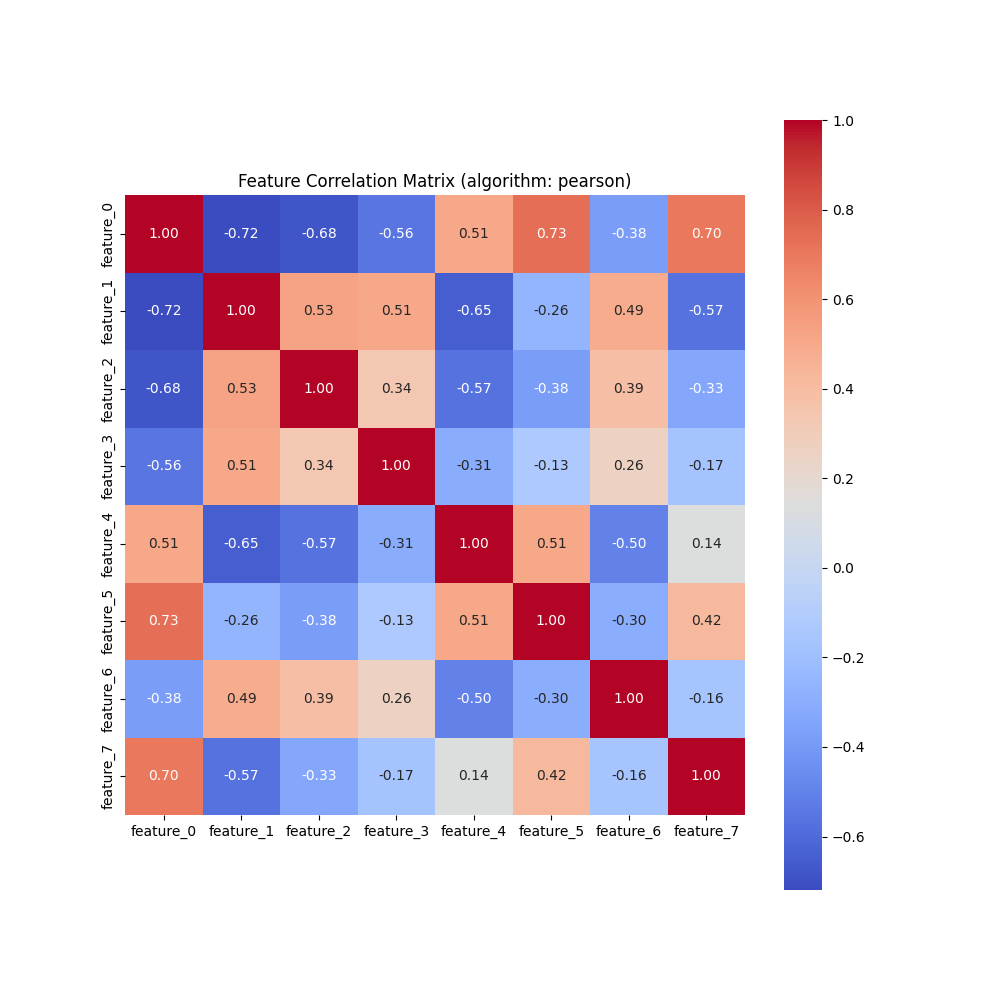 Feature Correlation Matrix (algorithm: pearson)
feature_0 1.00 -0.72 -0.68 -0.56 0.51 0.73 -0.38 0.70
feature_1 -0.72 1.00 0.53 0.51 -0.65 -0.26 0.49 -0.57
feature_2 -0.68 0.53 1.00 0.34 -0.57 -0.38 0.39 -0.33
feature_3 -0.56 0.51 0.34 1.00 -0.31 -0.13 0.26 -0.17
feature_4 0.51 -0.65 -0.57 -0.31 1.00 0.51 -0.50 0.14
feature_5 0.73 -0.26 -0.38 -0.13 0.51 1.00 -0.30 0.42
feature_6 -0.38 0.49 0.39 0.26 -0.50 -0.30 1.00 -0.16
feature_7 0.70 -0.57 -0.33 -0.17 0.14 0.42 -0.16 1.00
feature_0 feature_1 feature_2 feature_3 feature_4 feature_5 feature_6 feature_7
1.0
0.8
0.6
0.4
0.2
0.0
−0.2
−0.4
−0.6